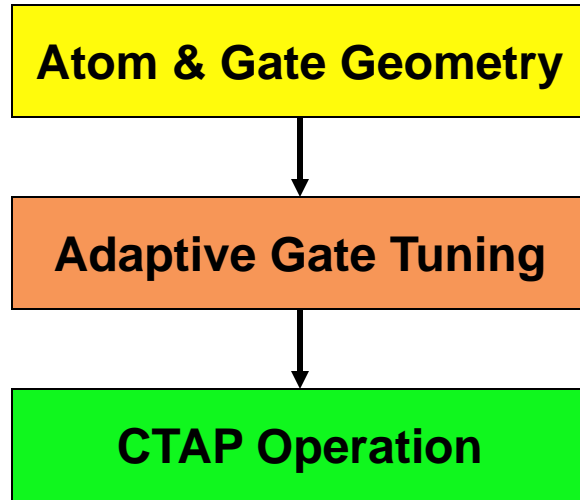 Atom & Gate Geometry
Adaptive Gate Tuning
CTAP Operation